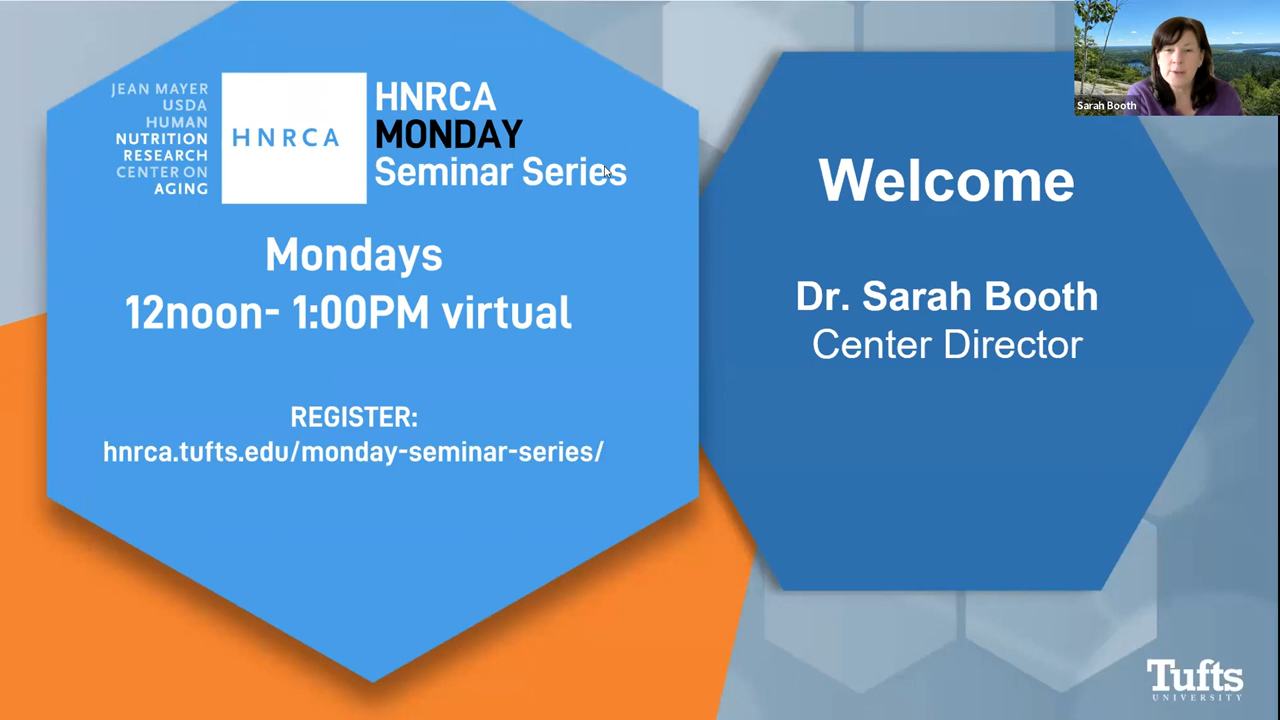 JEAN MAYER
USDA
HUMAN
NUTRITION
RESEARCH
CENTER ON
AGING
HNRCA
HNRCA
MONDAY
Seminar Series
Mondays
12noon- 1:00PM virtual
REGISTER:
hnrca.tufts.edu/monday-seminar-series/
Sarah Booth
Welcome
Dr. Sarah Booth
Center Director
Tufts
UNIVERSITY